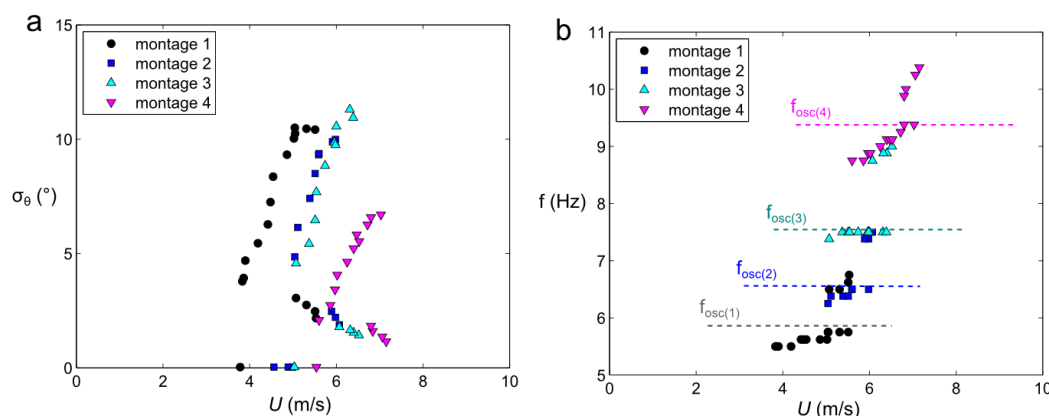 a
15
montage 1
montage 2
montage 3
montage 4
10
σθ (°)
5
0
0 2 4 6 8 10
U (m/s)
b
11
montage 1
montage 2
montage 3
montage 4
10
fosc(4)
9
f (Hz)
8
fosc(3)
7
fosc(2)
6
fosc(1)
5
0 2 4 6 8 10
U (m/s)